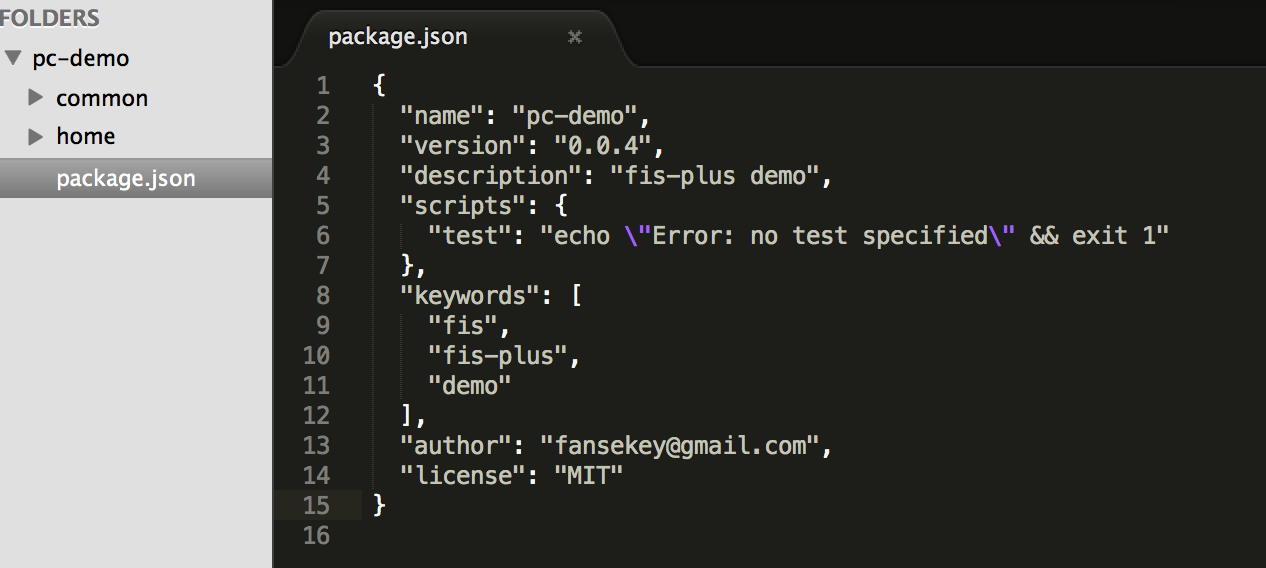 FOLDERS
pc-demo
common
home
package.json
package.json
1 {
2 "name": "pc-demo",
3 "version": "0.0.4",
4 "description": "fis-plus demo",
5 "scripts": {
6 "test": "echo \"Error: no test specified\" && exit 1"
7 },
8 "keywords": [
9 "fis",
10 "fis-plus",
11 "demo"
12 ],
13 "author": "fansekey@gmail.com",
14 "license": "MIT"
15 }
16